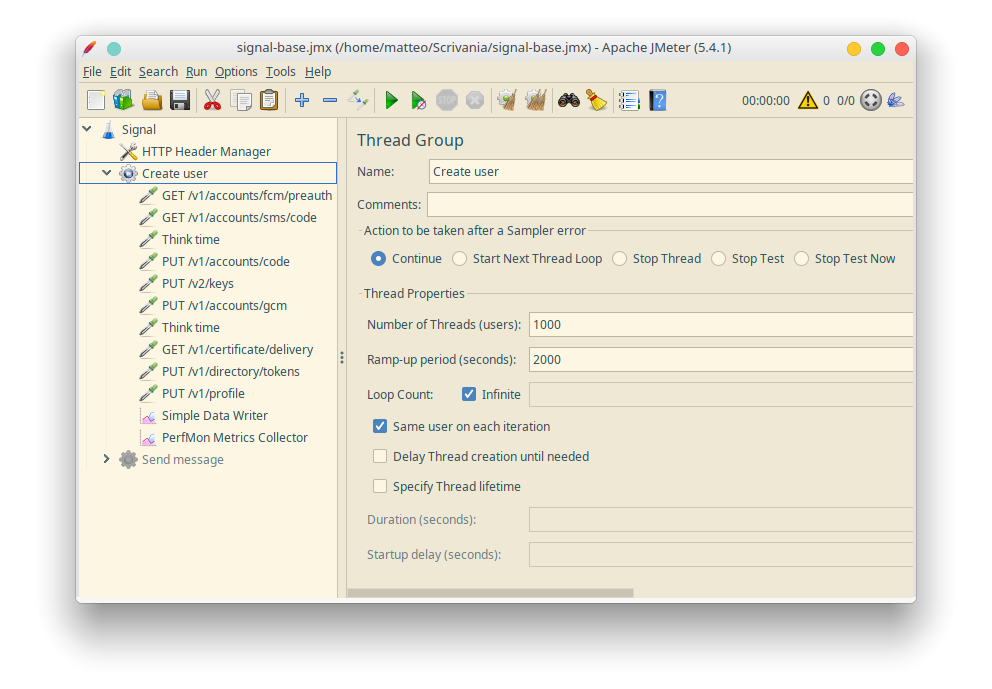 signal-base.jmx (/home/matteo/Scrivania/signal-base.jmx) - Apache JMeter (5.4.1)
File Edit Search Run Options Tools Help
STOP 00:00:00 0 0/0
Signal
HTTP Header Manager
Create user
GET /v1/accounts/fcm/preauth
GET /v1/accounts/sms/code
Think time
PUT /v1/accounts/code
PUT /v2/keys
PUT /v1/accounts/gcm
Think time
GET /v1/certificate/delivery
PUT /v1/directory/tokens
PUT /v1/profile
Simple Data Writer
PerfMon Metrics Collector
Send message
Thread Group
Name: Create user
Comments:
Action to be taken after a Sampler error
Continue Start Next Thread Loop Stop Thread Stop Test Stop Test Now
Thread Properties
Number of Threads (users): 1000
Ramp-up period (seconds): 2000
Loop Count: Infinite
Same user on each iteration
Delay Thread creation until needed
Specify Thread lifetime
Duration (seconds):
Startup delay (seconds):